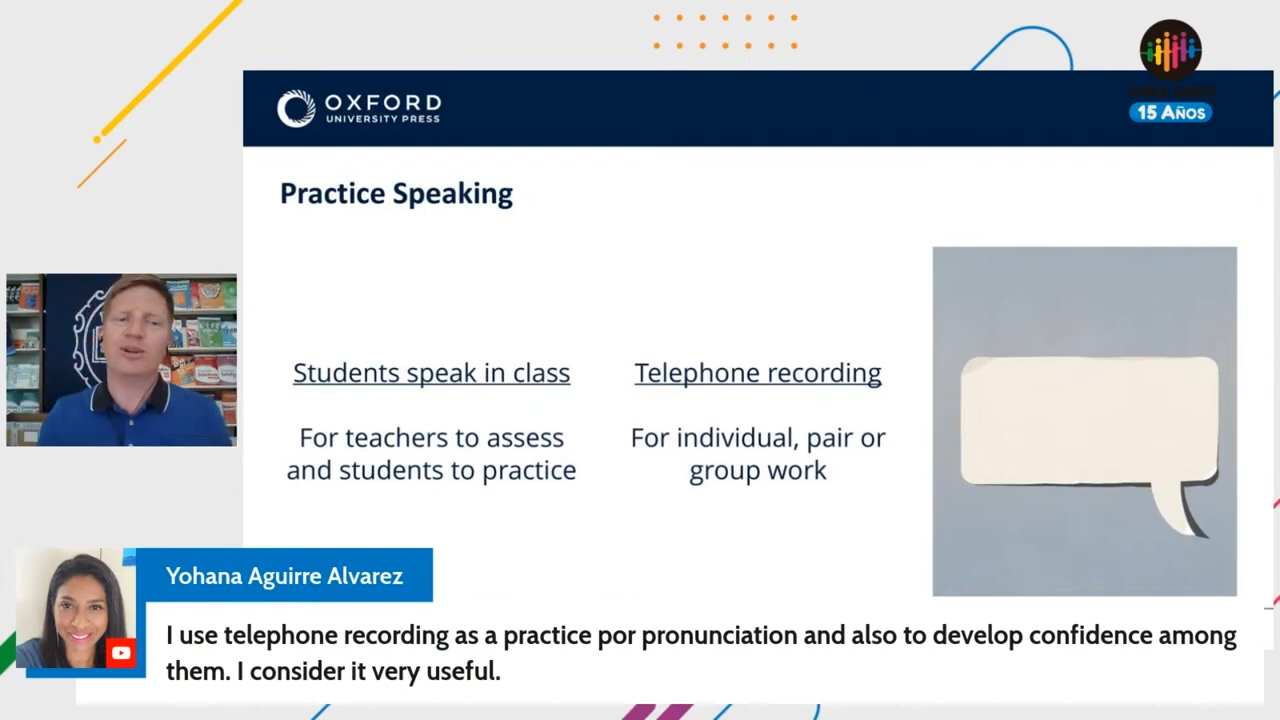 OXFORD
UNIVERSITY PRESS
15 AÑOS
Practice Speaking
Students speak in class
For teachers to assess
and students to practice
Telephone recording
For individual, pair or
group work
Yohana Aguirre Alvarez
I use telephone recording as a practice por pronunciation and also to develop confidence among
them. I consider it very useful.